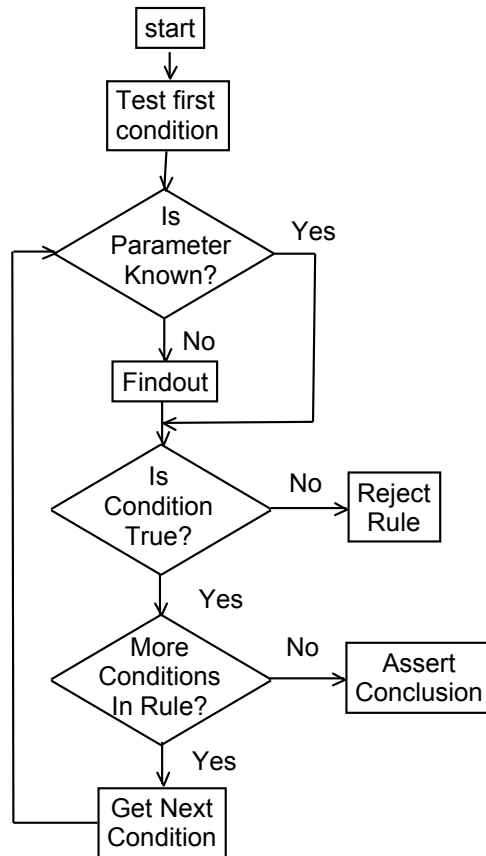 start
Test first
condition
Is
Parameter
Known?
Yes
No
Findout
Is
Condition
True?
No
Reject
Rule
Yes
More
Conditions
In Rule?
No
Assert
Conclusion
Yes
Get Next
Condition